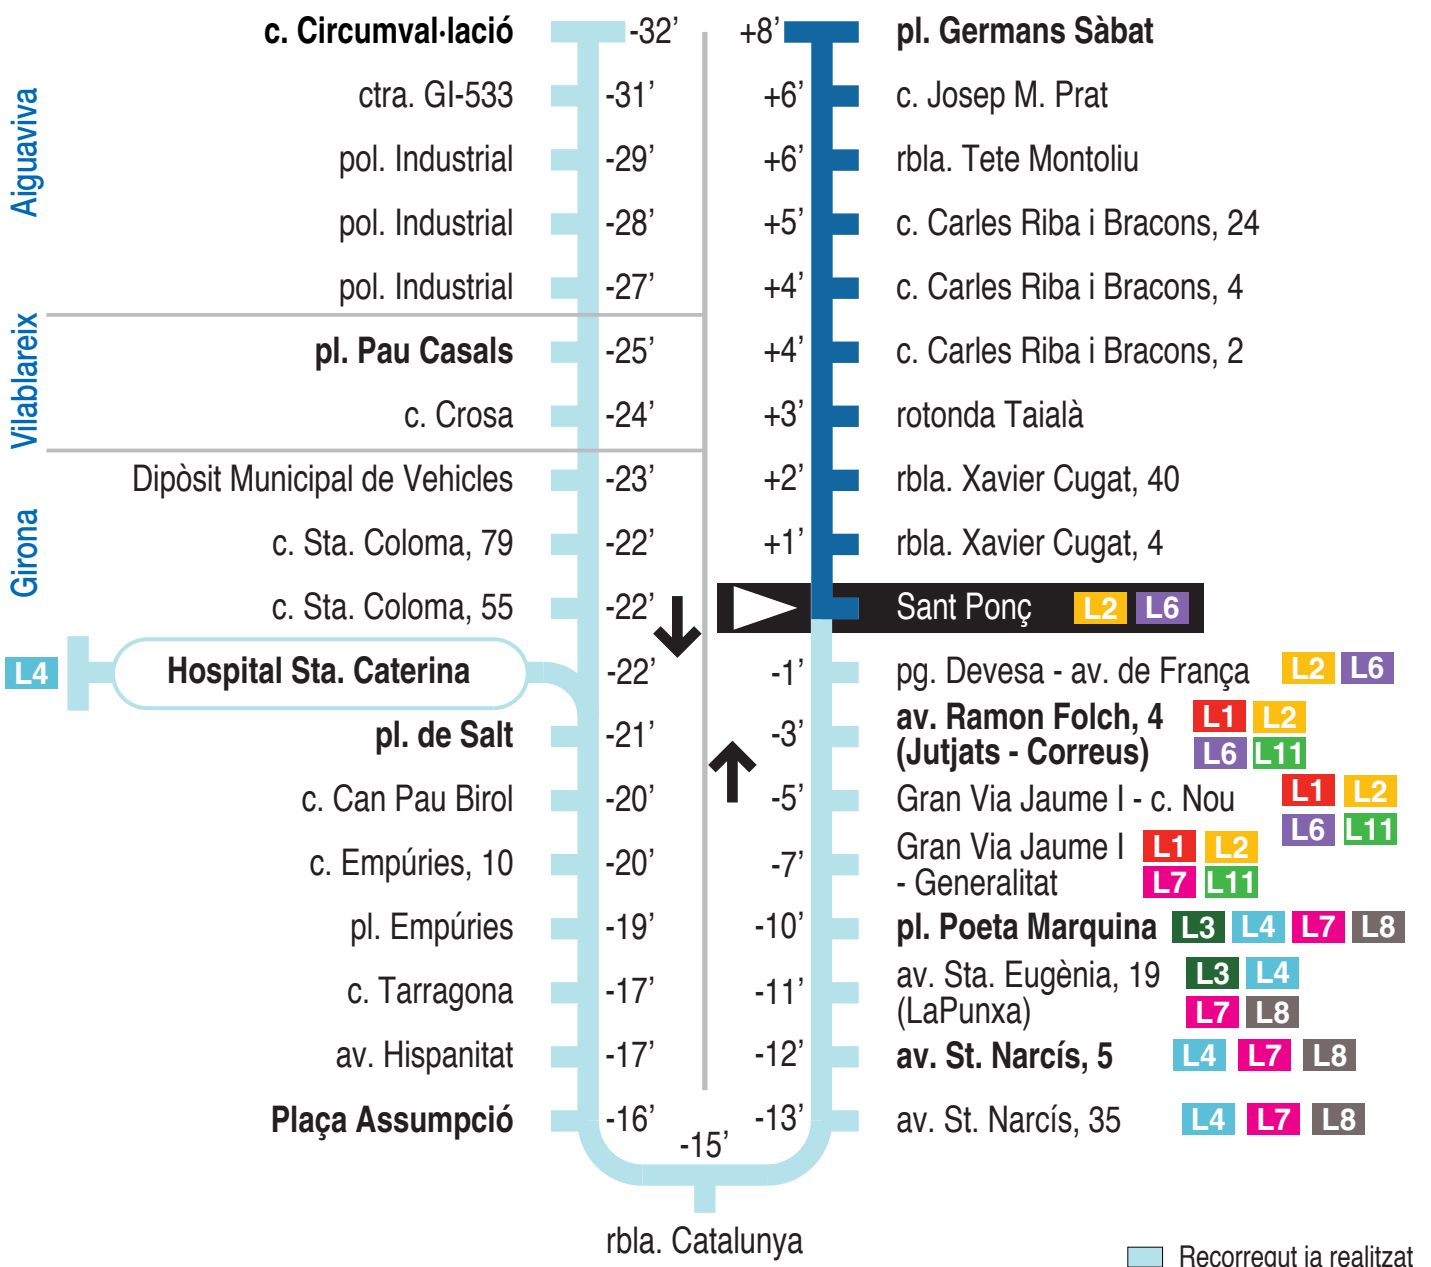 c. Circumval·lació -32’
ctra. GI-533 -31’
pol. Industrial -29’
pol. Industrial -28’
pol. Industrial -27’
pl. Pau Casals -25’
c. Crosa -24’
Dipòsit Municipal de Vehicles -23’
c. Sta. Coloma, 79 -22’
c. Sta. Coloma, 55 -22’
L4 Hospital Sta. Caterina -22’
pl. de Salt -21’
c. Can Pau Birol -20’
c. Empúries, 10 -20’
pl. Empúries -19’
c. Tarragona -17’
av. Hispanitat -17’
Plaça Assumpció -16’
Aiguaviva
Vilablareix
Girona
-15’
rbla. Catalunya
+8’ pl. Germans Sàbat
+6’ c. Josep M. Prat
+6’ rbla. Tete Montoliu
+5’ c. Carles Riba i Bracons, 24
+4’ c. Carles Riba i Bracons, 4
+4’ c. Carles Riba i Bracons, 2
+3’ rotonda Taialà
+2’ rbla. Xavier Cugat, 40
+1’ rbla. Xavier Cugat, 4
Sant Ponç L2 L6
-1’ pg. Devesa - av. de França L2 L6
-3’ av. Ramon Folch, 4 L1 L2
(Jutjats - Correus) L6 L11
-5’ Gran Via Jaume I - c. Nou L1 L2
L6 L11
-7’ Gran Via Jaume I L1 L2
- Generalitat L7 L11
-10’ pl. Poeta Marquina L3 L4 L7 L8
-11’ av. Sta. Eugènia, 19 L3 L4
(LaPunxa) L7 L8
-12’ av. St. Narcís, 5 L4 L7 L8
-13’ av. St. Narcís, 35 L4 L7 L8
Recorregut ja realitzat